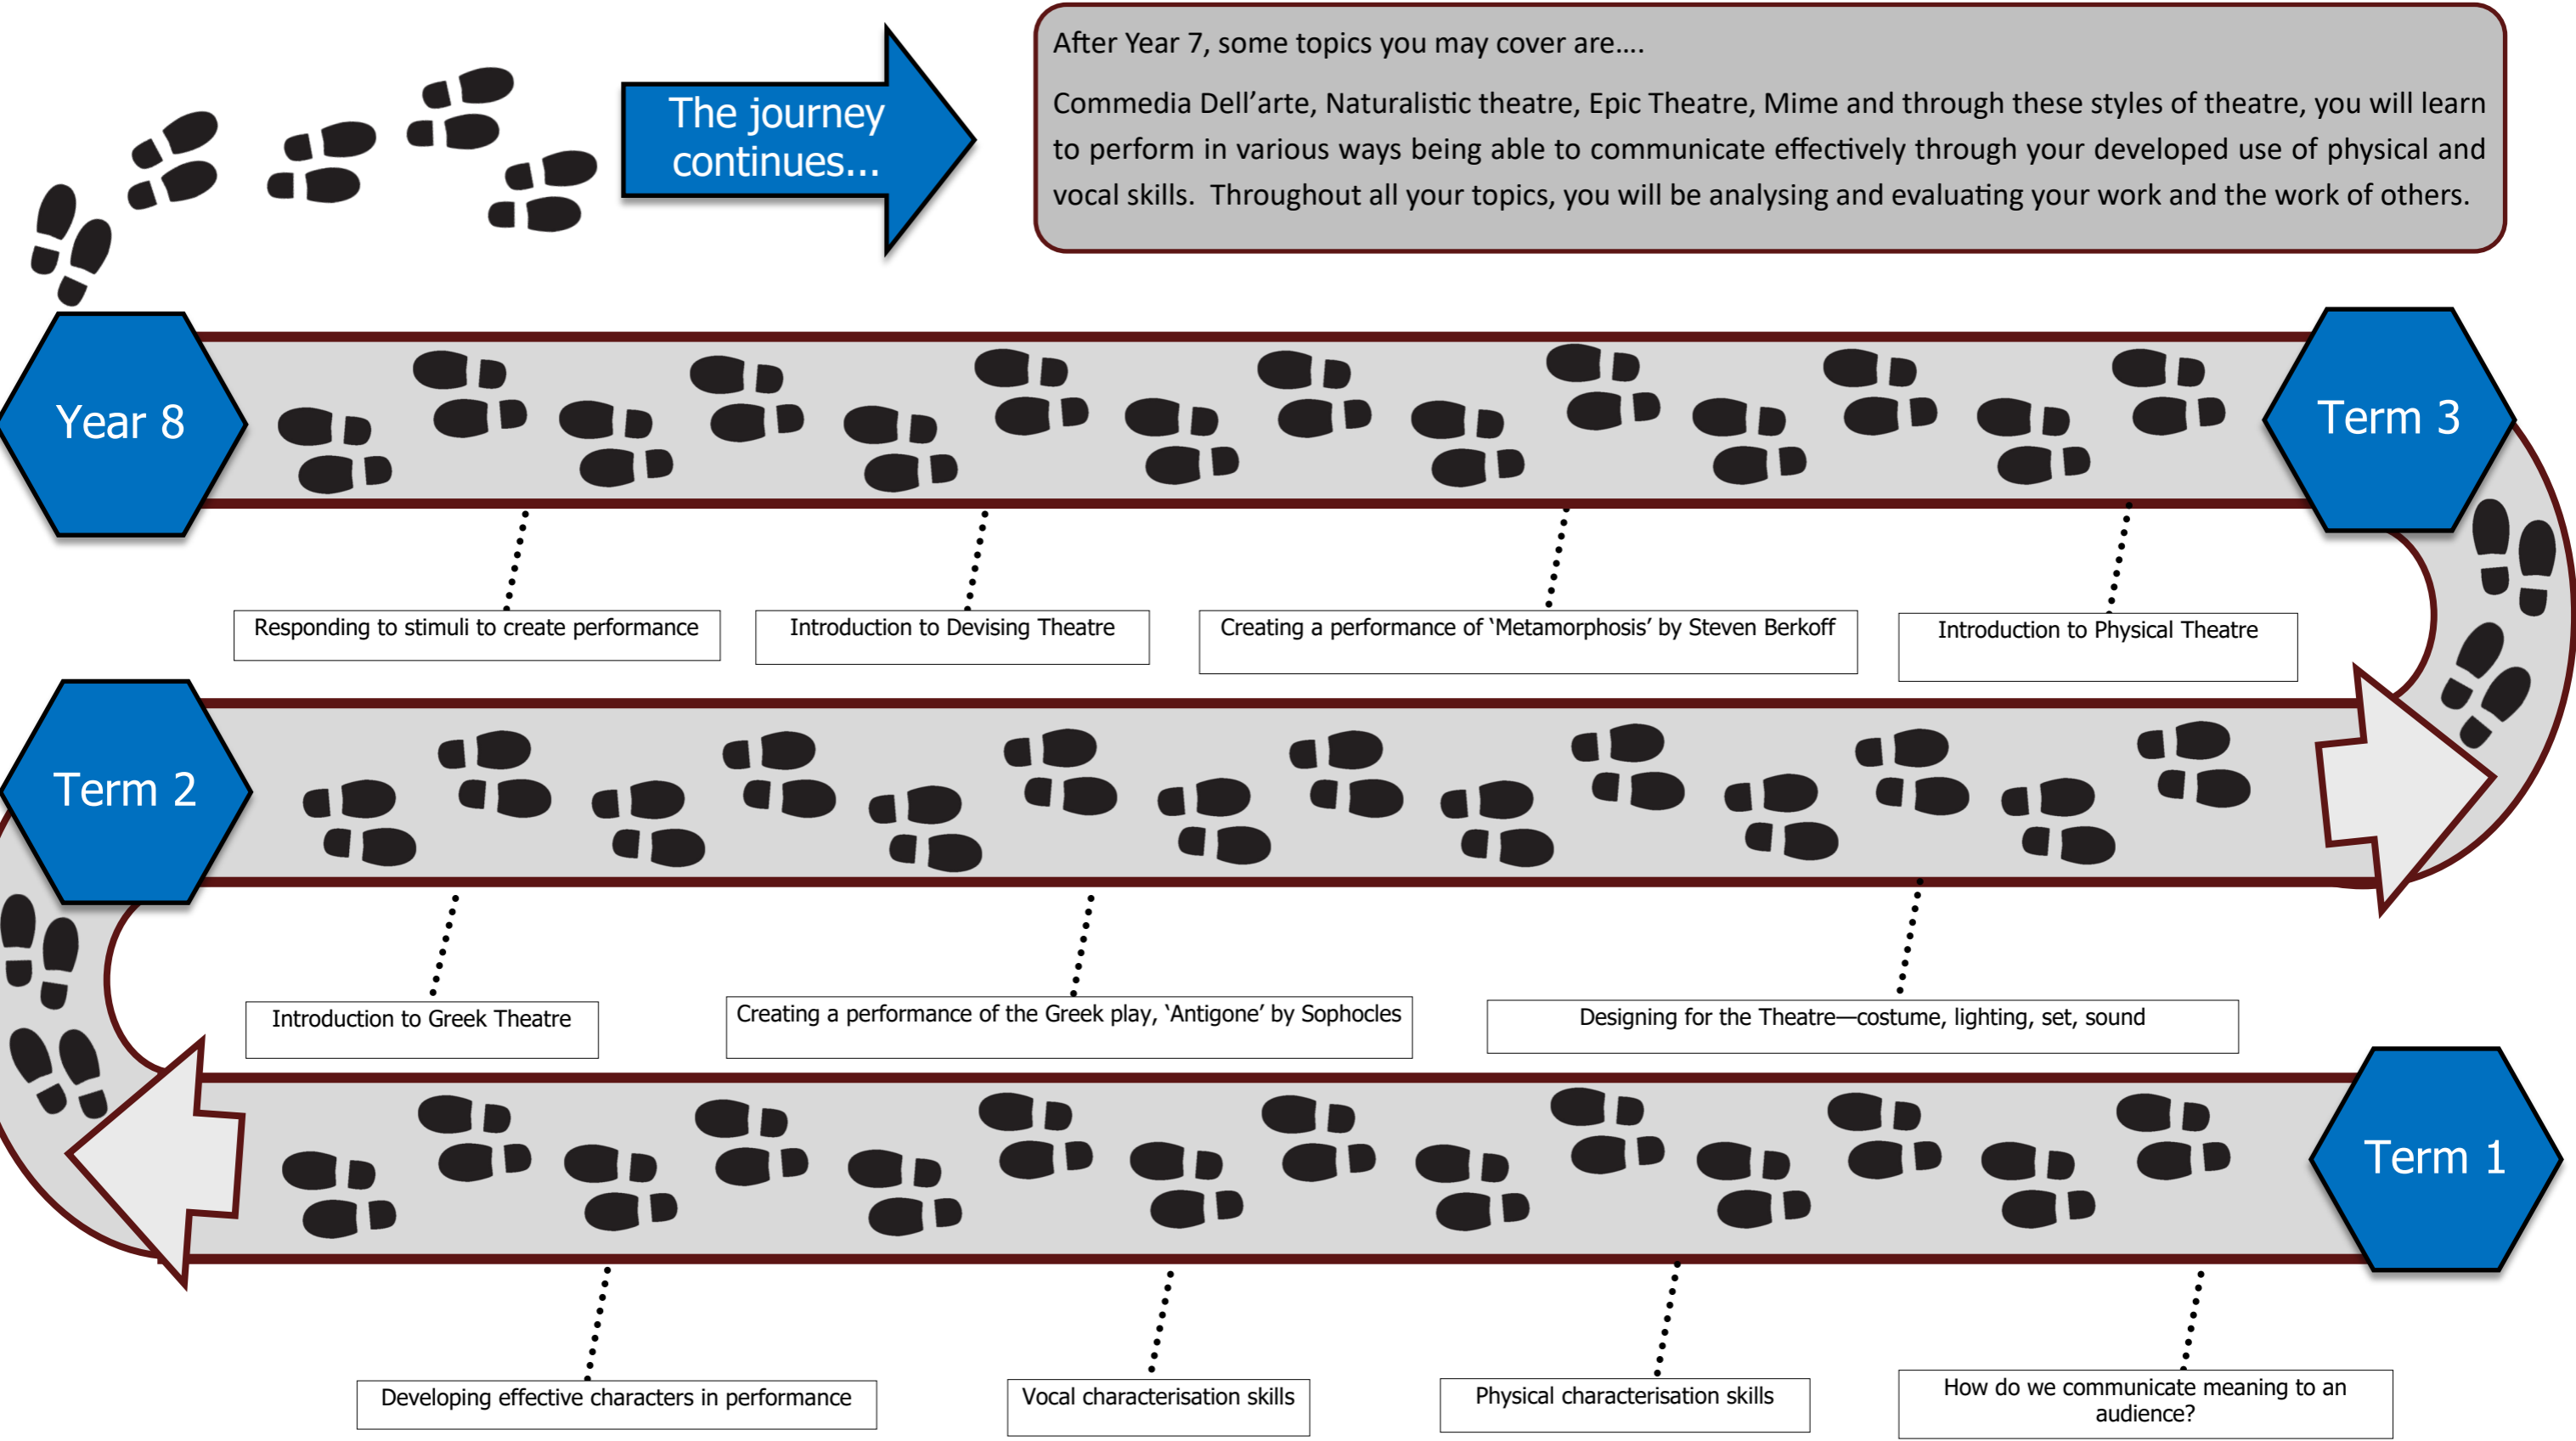 The journey
continues...
After Year 7, some topics you may cover are....
Commedia Dell’arte, Naturalistic theatre, Epic Theatre, Mime and through these styles of theatre, you will learn
to perform in various ways being able to communicate effectively through your developed use of physical and
vocal skills.  Throughout all your topics, you will be analysing and evaluating your work and the work of others.
Year 8
Term 3
Responding to stimuli to create performance
Introduction to Devising Theatre
Creating a performance of ‘Metamorphosis’ by Steven Berkoff
Introduction to Physical Theatre
Term 2
Introduction to Greek Theatre
Creating a performance of the Greek play, ‘Antigone’ by Sophocles
Designing for the Theatre—costume, lighting, set, sound
Term 1
Developing effective characters in performance
Vocal characterisation skills
Physical characterisation skills
How do we communicate meaning to an
audience?